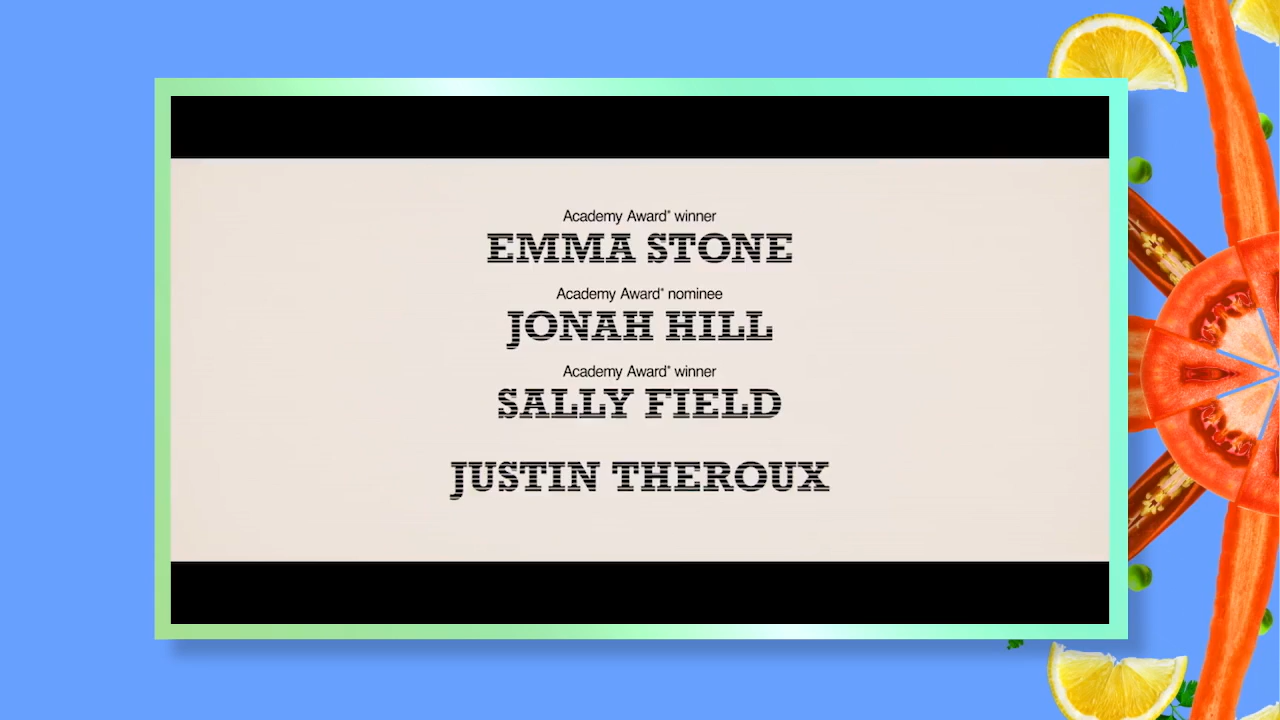 Academy Award® winner
EMMA STONE
Academy Award® nominee
JONAH HILL
Academy Award® winner
SALLY FIELD
JUSTIN THEROUX